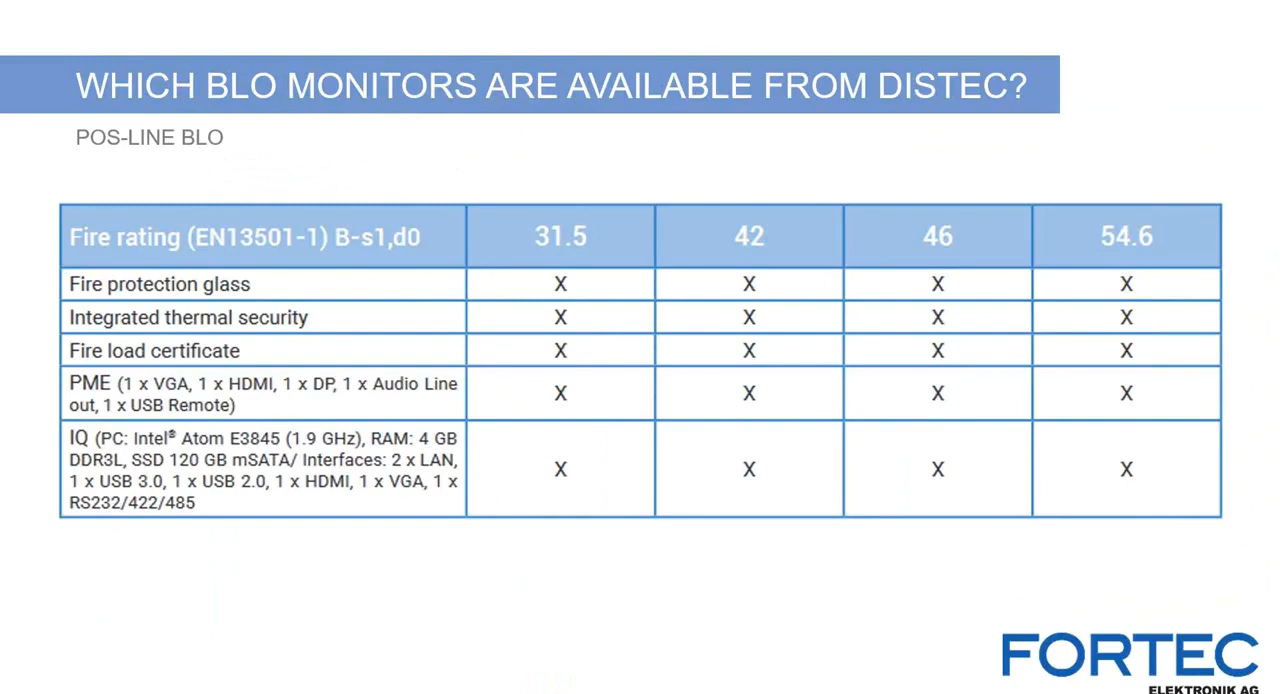 WHICH BLO MONITORS ARE AVAILABLE FROM DISTEC?
POS-LINE BLO
Fire rating (EN13501-1) B-s1,d0 31.5 42 46 54.6
Fire protection glass X X X X
Integrated thermal security X X X X
Fire load certificate X X X X
PME (1 x VGA, 1 x HDMI, 1 x DP, 1 x Audio Line
out, 1 x USB Remote) X X X X
IQ (PC: Intel® Atom E3845 (1.9 GHz), RAM: 4 GB
DDR3L, SSD 120 GB mSATA/ Interfaces: 2 x LAN,
1 x USB 3.0, 1 x USB 2.0, 1 x HDMI, 1 x VGA, 1 x
RS232/422/485 X X X X
FORTEC
ELEKTRONIK AG